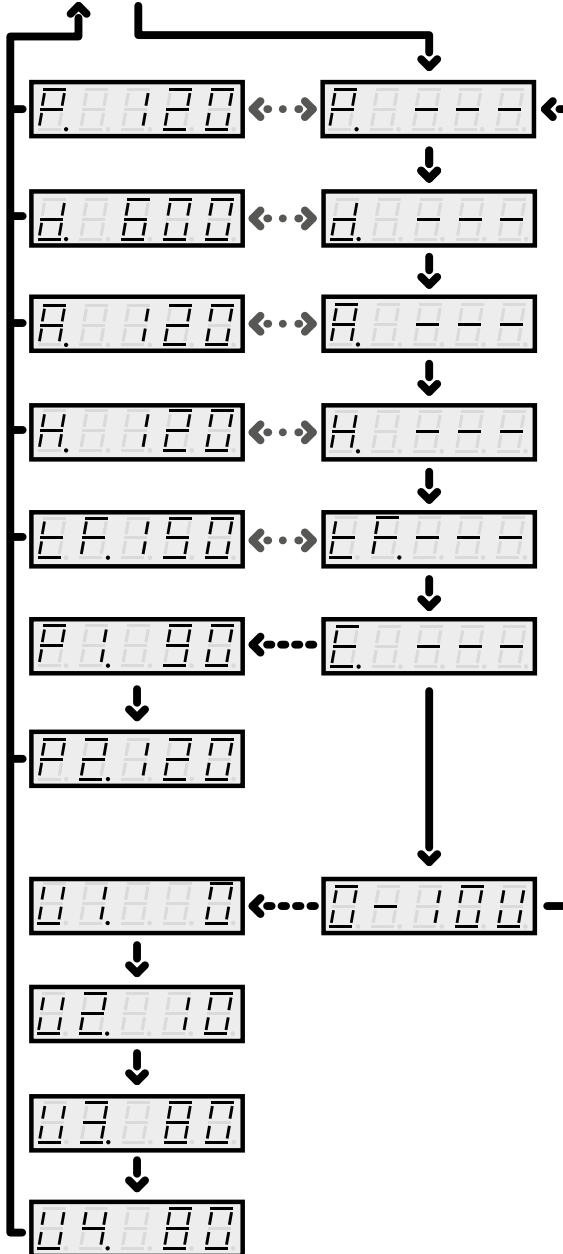 P. 120 P. ---
d. 600 d. ---
A. 120 A. ---
H. 120 H. ---
tF 150 tF.---
P1. 90 E. ---
P2.120
U1. 0 0-100
U2. 10
U3. 80
U4. 80